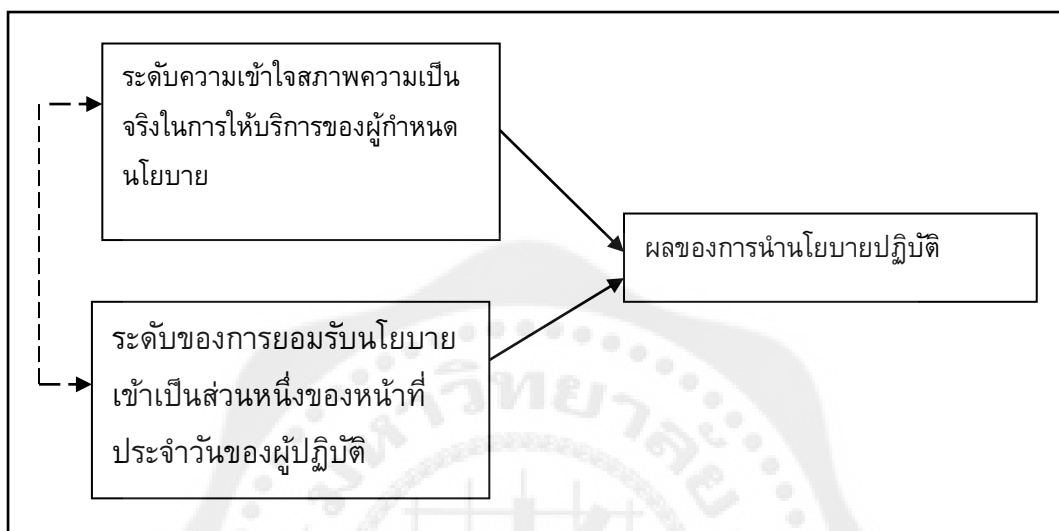 ระดับความเข้าใจสภาพความเป็น
จริงในการให้บริการของผู้กำหนด
นโยบาย
ผลของการนำนโยบายปฏิบัติ
ระดับของการยอมรับนโยบาย
เข้าเป็นส่วนหนึ่งของหน้าที่
ประจำวันของผู้ปฏิบัติ